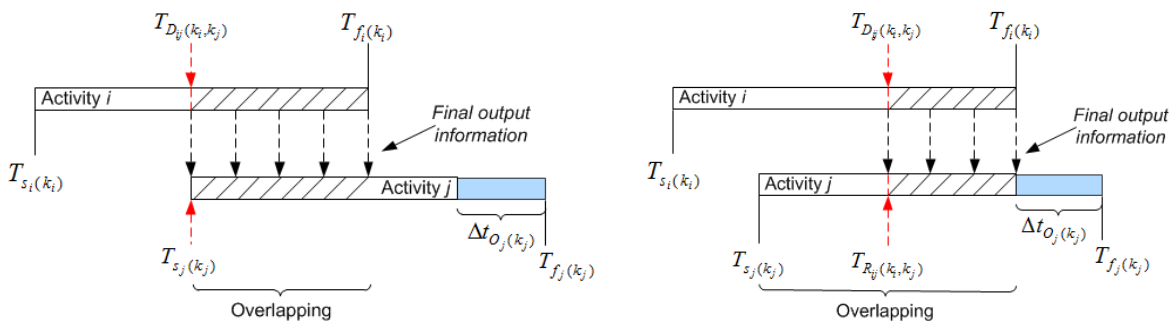 T_{D_{ij}(k_i,k_j)}
T_{f_i(k_i)}
Activity i
Final output
information
T_{s_i(k_i)}
Activity j
Δt_{O_j(k_j)}
T_{s_j(k_j)}
T_{f_j(k_j)}
Overlapping
T_{D_{ij}(k_i,k_j)}
T_{f_i(k_i)}
Activity i
Final output
information
T_{s_i(k_i)}
Activity j
Δt_{O_j(k_j)}
T_{s_j(k_j)}
T_{R_{ij}(k_i,k_j)}
T_{f_j(k_j)}
Overlapping